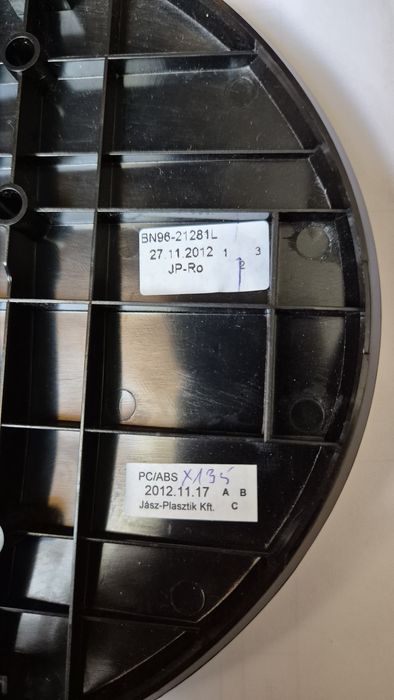 BN96-21281L
27.11.2012 1 3
2
JP-Ro
PC/ABS X135
2012.11.17 A B
Jász-Plasztik Kft. C